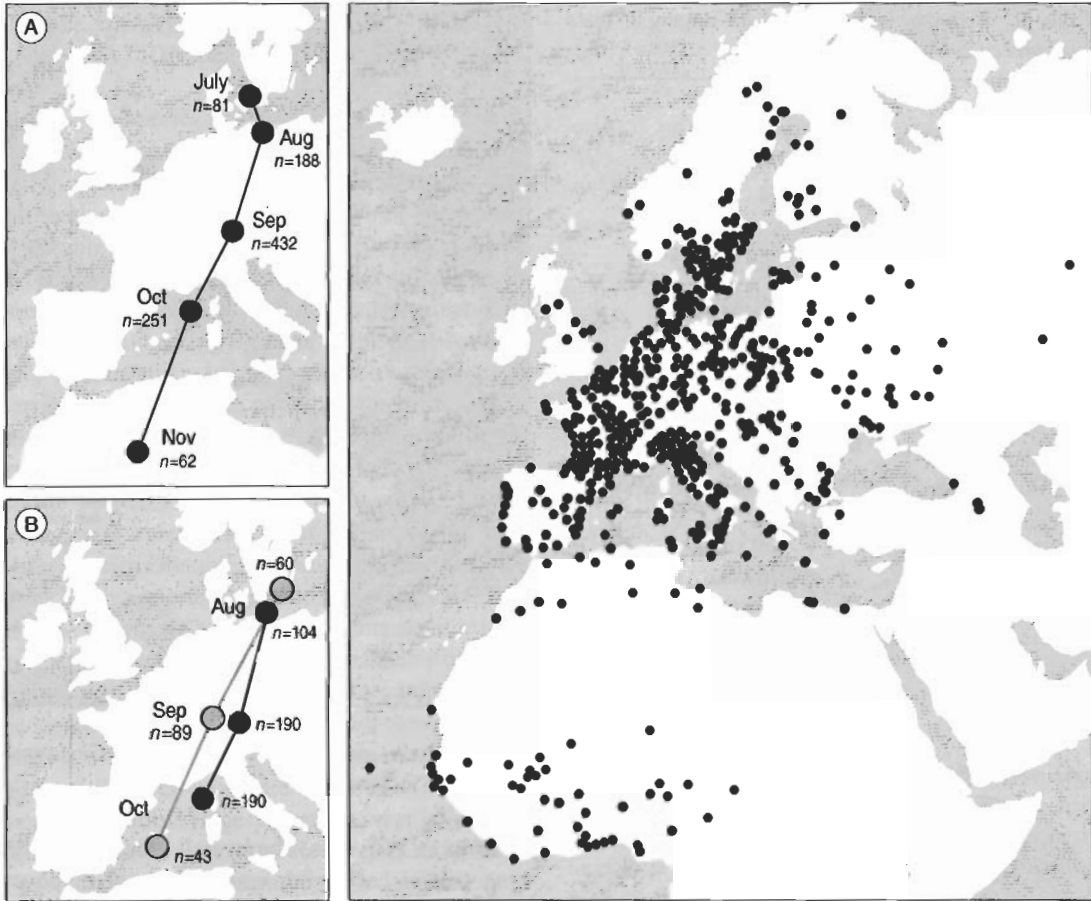 A
July
n=81
Aug
n=188
Sep
n=432
Oct
n=251
Nov
n=62
B
n=60
Aug
n=104
Sep
n=89
n=190
Oct
n=190
n=43